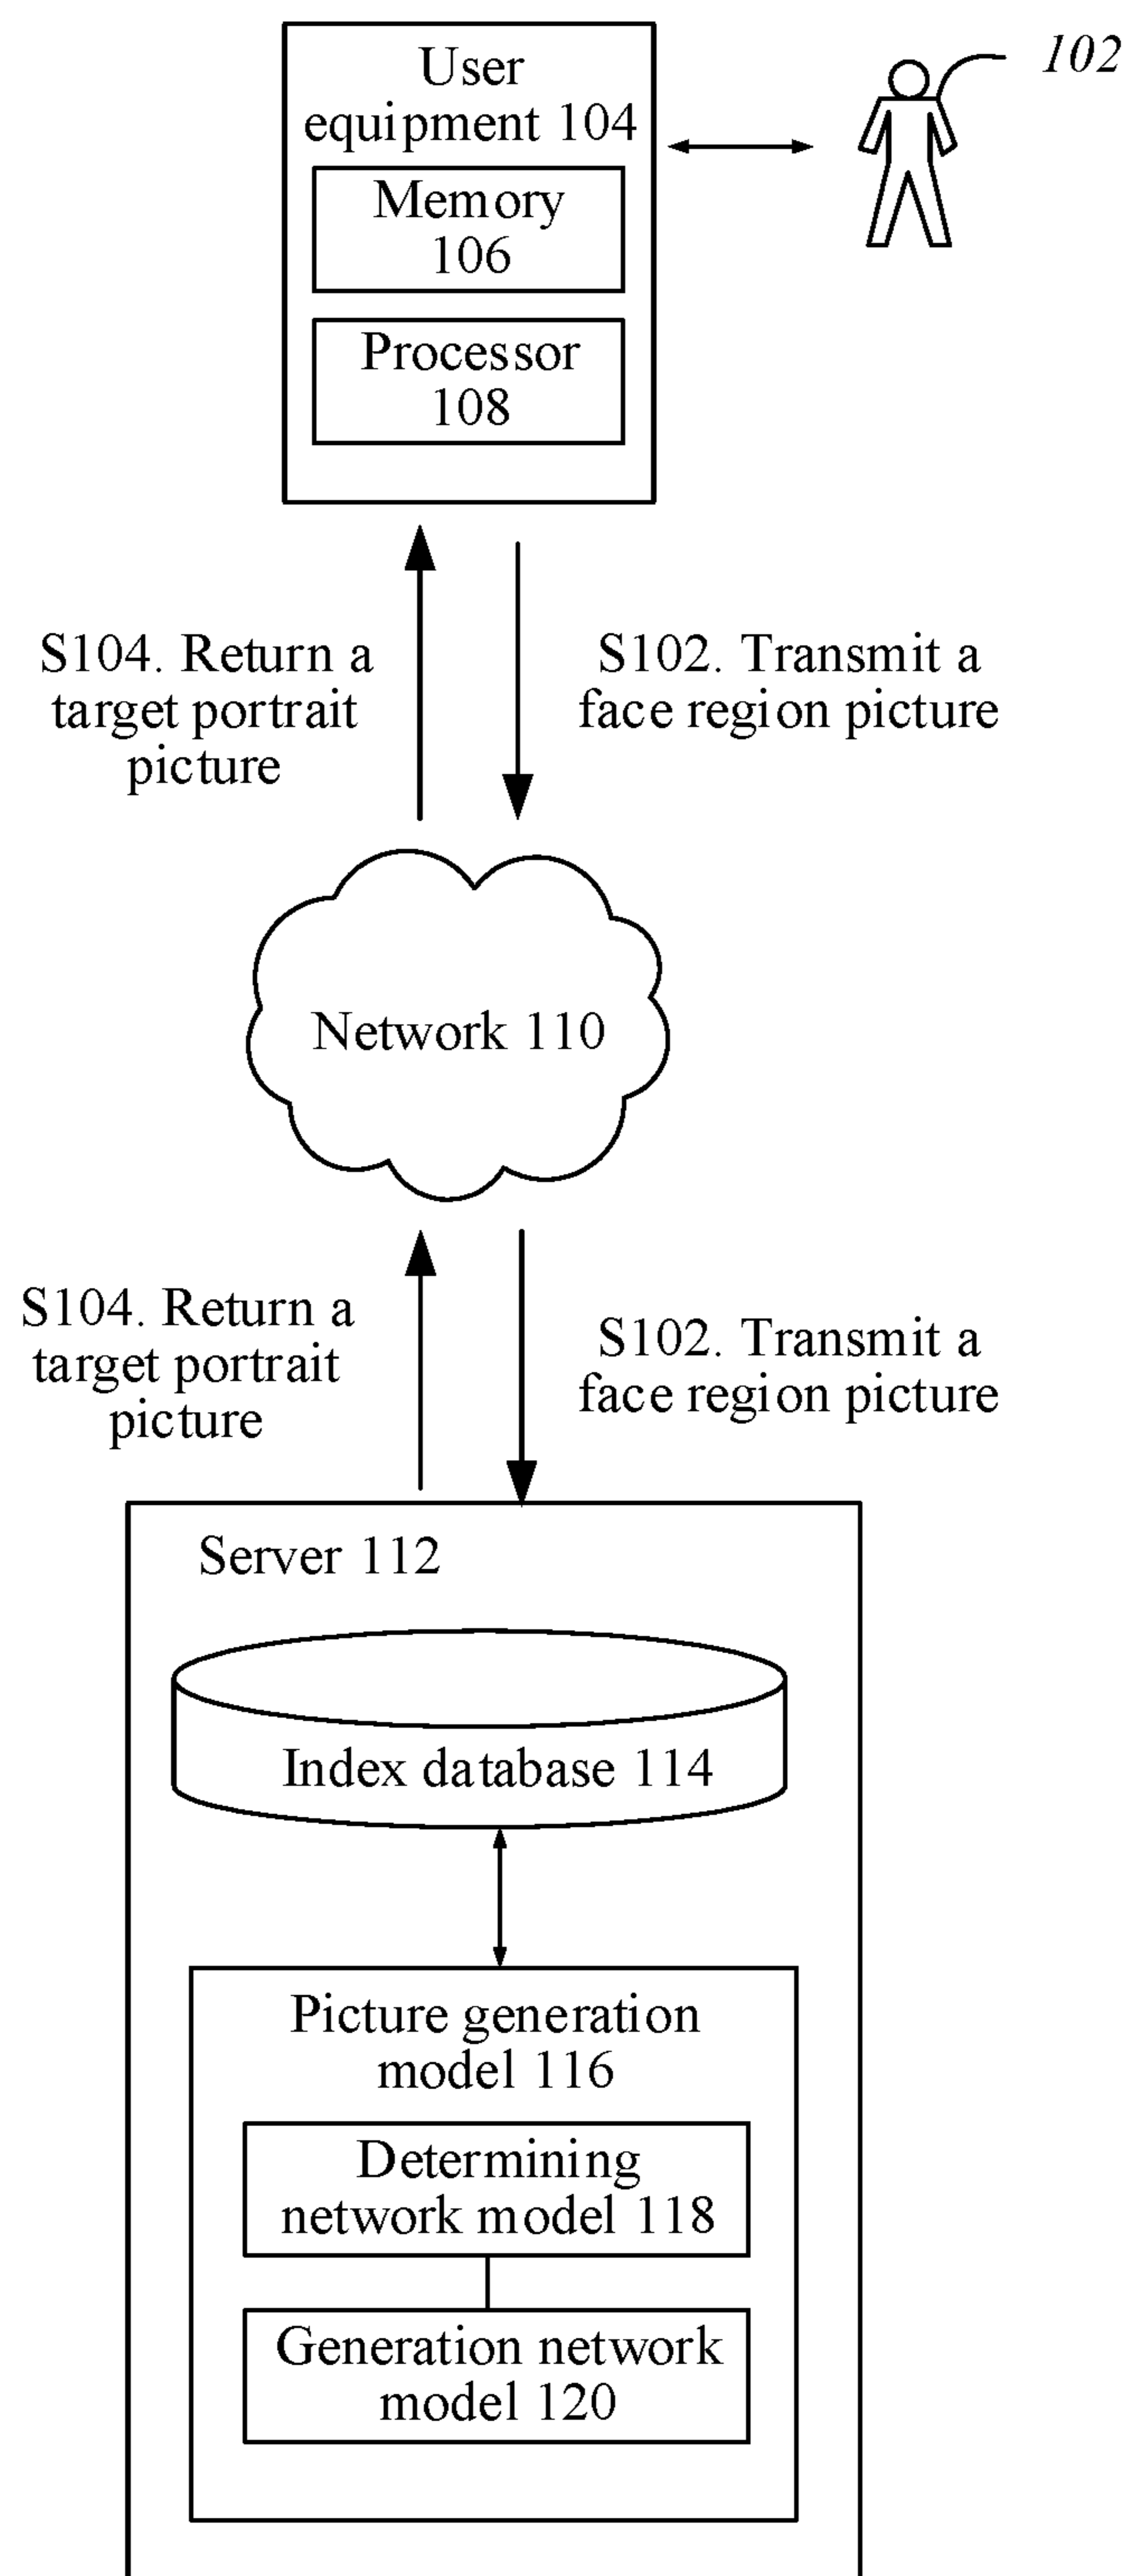 User
equipment 104
102
Memory
106
Processor
108
S104. Return a
target portrait
picture
S102. Transmit a
face region picture
Network 110
S104. Return a
target portrait
picture
S102. Transmit a
face region picture
Server 112
Index database 114
Picture generation
model 116
Determining
network model 118
Generation network
model 120